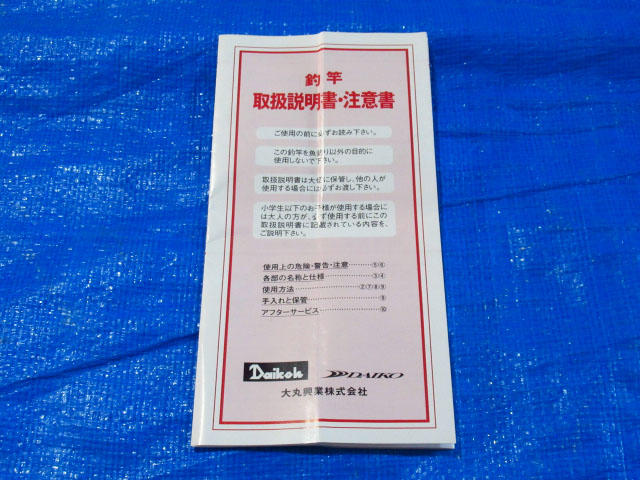 釣竿
取扱説明書・注意書
ご使用の前に必ずお読み下さい。
この釣竿を魚釣り以外の目的に
使用しないで下さい。
取扱説明書は大切に保管し、他の人が
使用する場合には必ずお渡し下さい。
小学生以下のお子様が使用する場合に
は大人の方が、必ず使用する前にこの
取扱説明書に記載されている内容を、
ご説明下さい。
使用上の危険・警告・注意………⑤⑥
各部の名称と仕様……………③④
使用方法…………………②⑦⑧⑨
手入れと保管……………………⑨
アフターサービス…………………⑩
Daikoh DAIKO
大丸興業株式会社